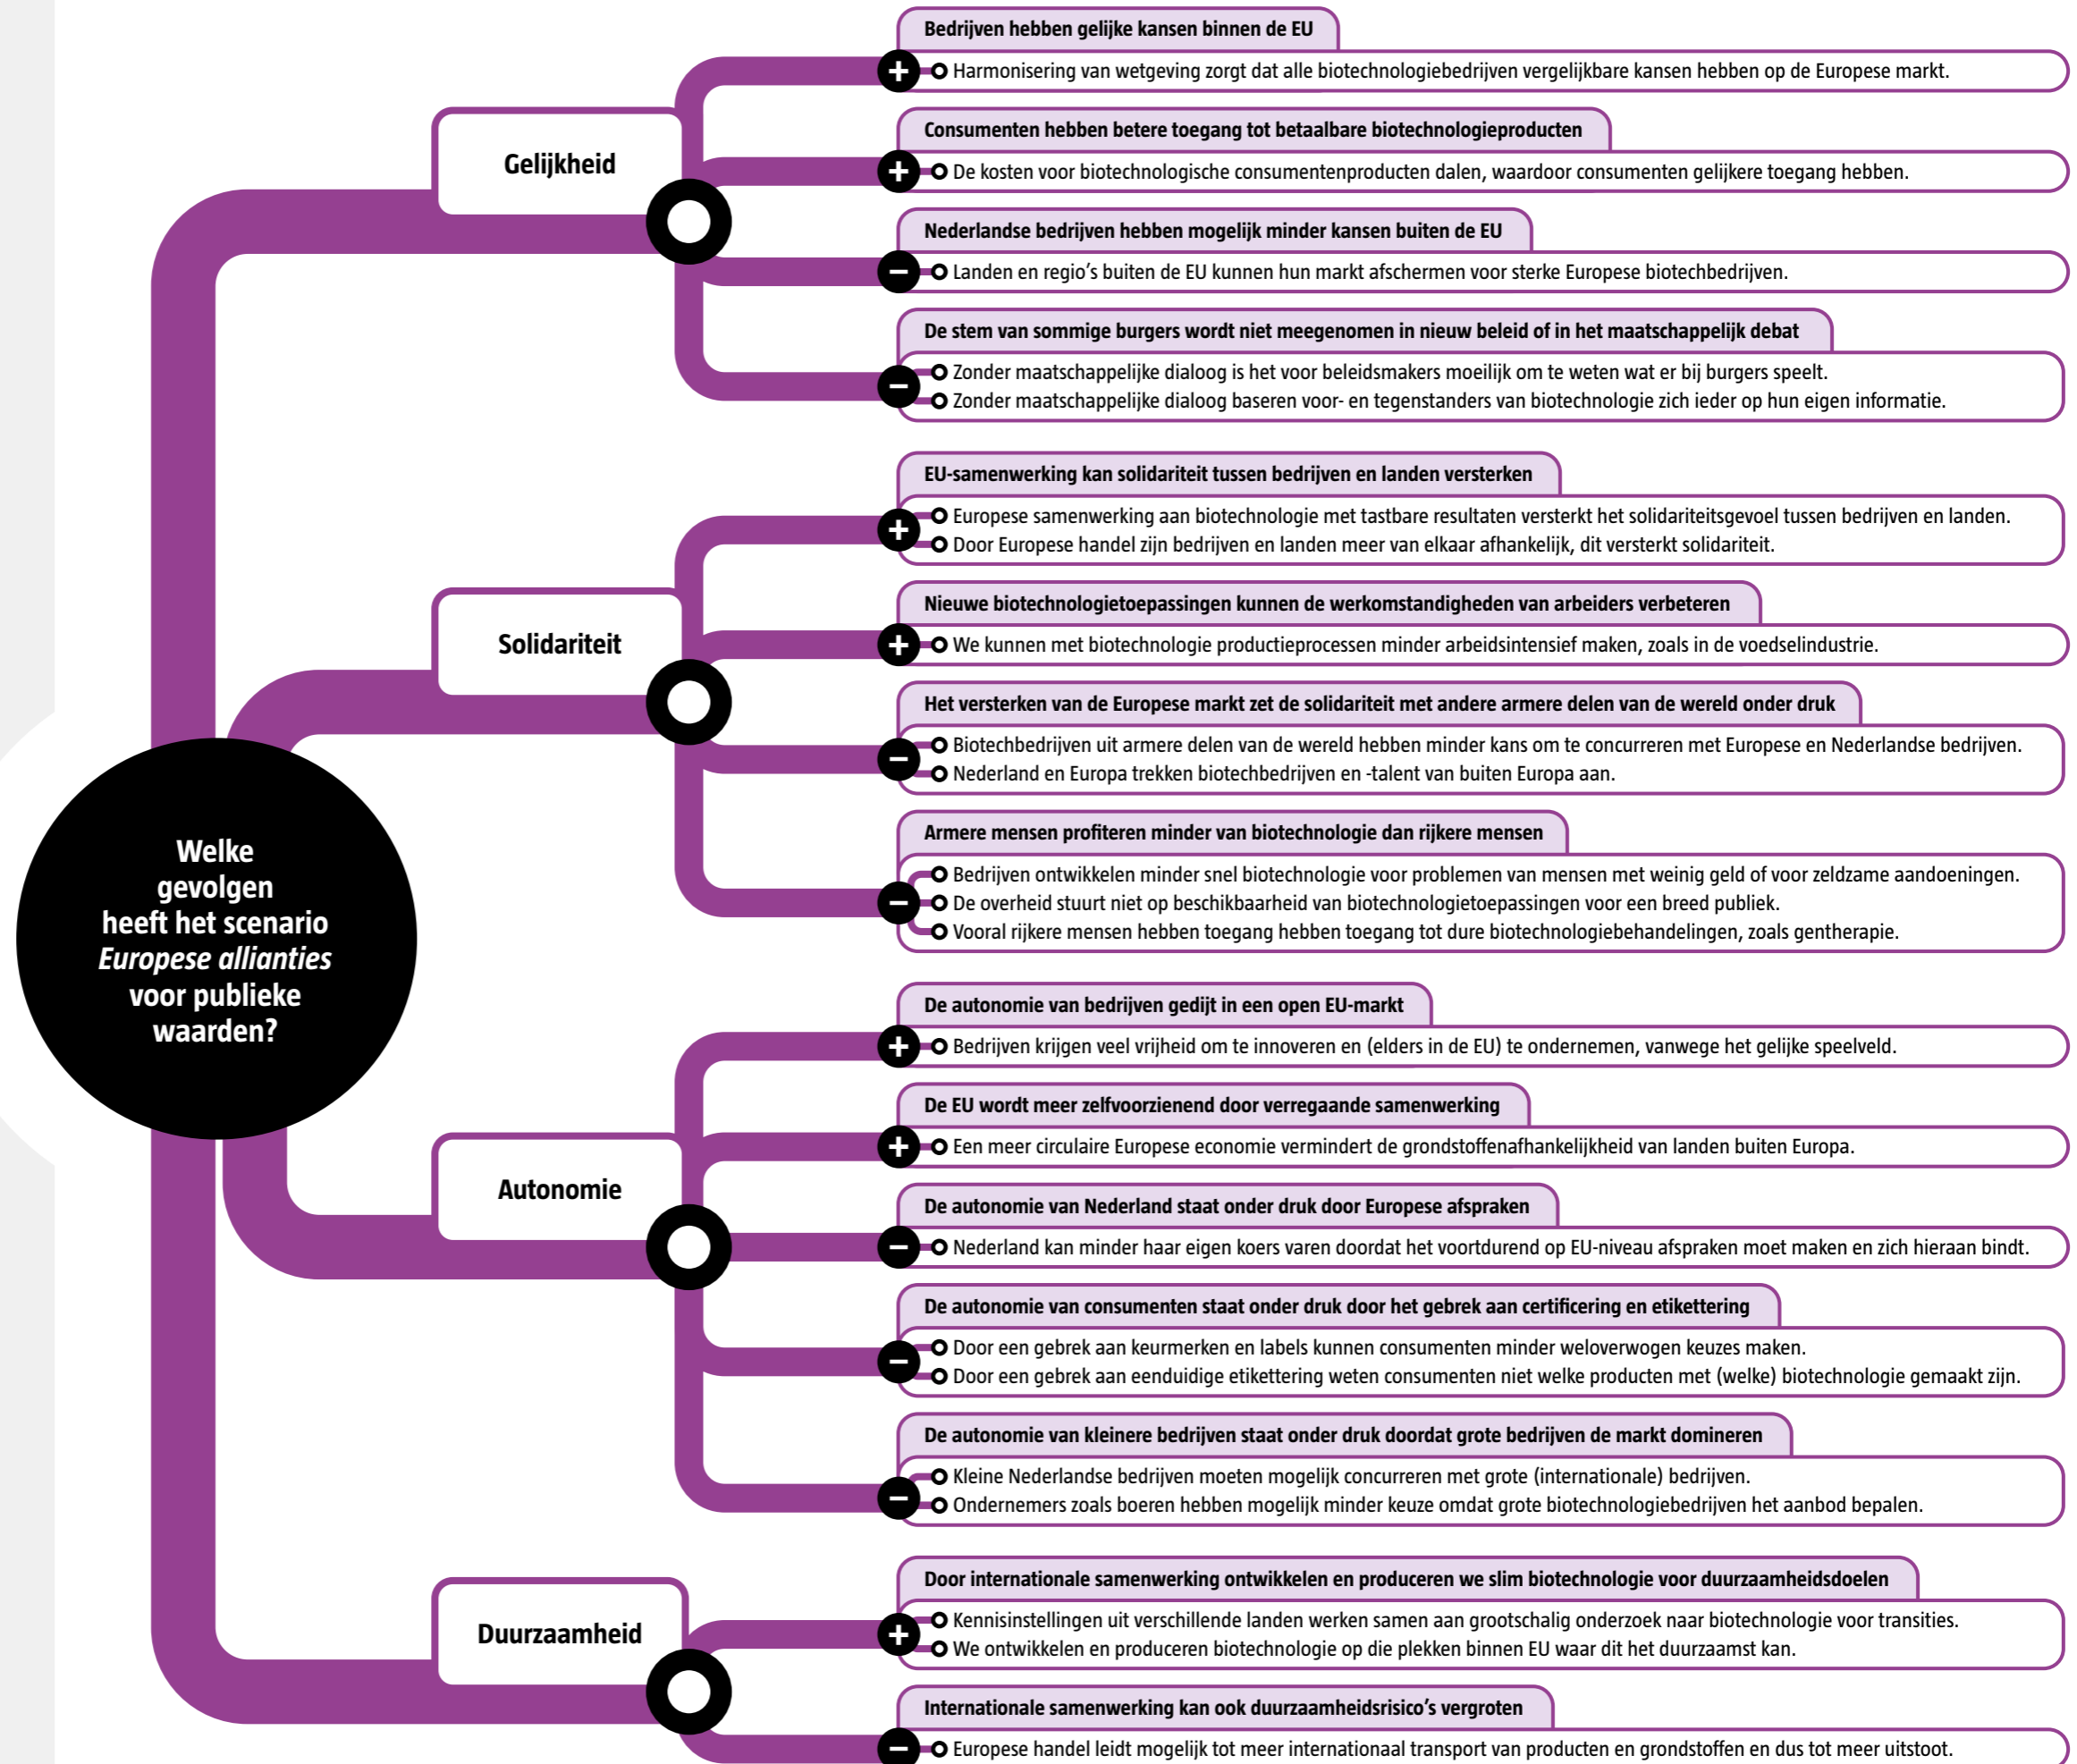 Welke
gevolgen
heeft het scenario
Europese allianties
voor publieke
waarden?
Gelijkheid
Bedrijven hebben gelijke kansen binnen de EU
+
Harmonisering van wetgeving zorgt dat alle biotechnologiebedrijven vergelijkbare kansen hebben op de Europese markt.
Consumenten hebben betere toegang tot betaalbare biotechnologieproducten
+
De kosten voor biotechnologische consumentenproducten dalen, waardoor consumenten gelijkere toegang hebben.
Nederlandse bedrijven hebben mogelijk minder kansen buiten de EU
−
Landen en regio's buiten de EU kunnen hun markt afschermen voor sterke Europese biotechbedrijven.
De stem van sommige burgers wordt niet meegenomen in nieuw beleid of in het maatschappelijk debat
−
Zonder maatschappelijke dialoog is het voor beleidsmakers moeilijk om te weten wat er bij burgers speelt.
Zonder maatschappelijke dialoog baseren voor- en tegenstanders van biotechnologie zich ieder op hun eigen informatie.
Solidariteit
EU-samenwerking kan solidariteit tussen bedrijven en landen versterken
+
Europese samenwerking aan biotechnologie met tastbare resultaten versterkt het solidariteitsgevoel tussen bedrijven en landen.
Door Europese handel zijn bedrijven en landen meer van elkaar afhankelijk, dit versterkt solidariteit.
Nieuwe biotechnologietoepassingen kunnen de werkomstandigheden van arbeiders verbeteren
+
We kunnen met biotechnologie productieprocessen minder arbeidsintensief maken, zoals in de voedselindustrie.
Het versterken van de Europese markt zet de solidariteit met andere armere delen van de wereld onder druk
−
Biotechbedrijven uit armere delen van de wereld hebben minder kans om te concurreren met Europese en Nederlandse bedrijven.
Nederland en Europa trekken biotechbedrijven en -talent van buiten Europa aan.
Armere mensen profiteren minder van biotechnologie dan rijkere mensen
−
Bedrijven ontwikkelen minder snel biotechnologie voor problemen van mensen met weinig geld of voor zeldzame aandoeningen.
De overheid stuurt niet op beschikbaarheid van biotechnologietoepassingen voor een breed publiek.
Vooral rijkere mensen hebben toegang hebben toegang tot dure biotechnologiebehandelingen, zoals gentherapie.
Autonomie
De autonomie van bedrijven gedijt in een open EU-markt
+
Bedrijven krijgen veel vrijheid om te innoveren en (elders in de EU) te ondernemen, vanwege het gelijke speelveld.
De EU wordt meer zelfvoorzienend door verregaande samenwerking
+
Een meer circulaire Europese economie vermindert de grondstoffenafhankelijkheid van landen buiten Europa.
De autonomie van Nederland staat onder druk door Europese afspraken
−
Nederland kan minder haar eigen koers varen doordat het voortdurend op EU-niveau afspraken moet maken en zich hieraan bindt.
De autonomie van consumenten staat onder druk door het gebrek aan certificering en etikettering
−
Door een gebrek aan keurmerken en labels kunnen consumenten minder weloverwogen keuzes maken.
Door een gebrek aan eenduidige etikettering weten consumenten niet welke producten met (welke) biotechnologie gemaakt zijn.
De autonomie van kleinere bedrijven staat onder druk doordat grote bedrijven de markt domineren
−
Kleine Nederlandse bedrijven moeten mogelijk concurreren met grote (internationale) bedrijven.
Ondernemers zoals boeren hebben mogelijk minder keuze omdat grote biotechnologiebedrijven het aanbod bepalen.
Duurzaamheid
Door internationale samenwerking ontwikkelen en produceren we slim biotechnologie voor duurzaamheidsdoelen
+
Kennisinstellingen uit verschillende landen werken samen aan grootschalig onderzoek naar biotechnologie voor transities.
We ontwikkelen en produceren biotechnologie op die plekken binnen EU waar dit het duurzaamst kan.
Internationale samenwerking kan ook duurzaamheidsrisico's vergroten
−
Europese handel leidt mogelijk tot meer internationaal transport van producten en grondstoffen en dus tot meer uitstoot.